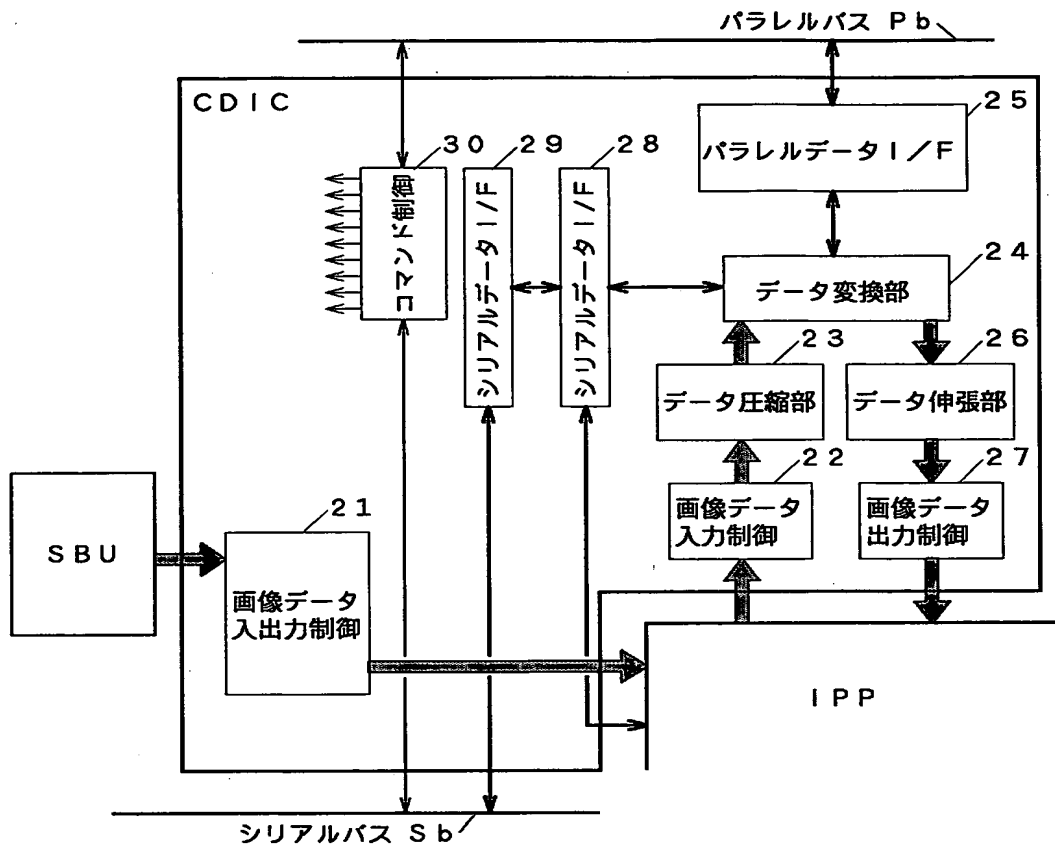 パラレルバス Pb
CDIC
25
パラレルデータI/F
30
29
28
コマンド制御
シリアルデータI/F
シリアルデータI/F
24
データ変換部
23
26
データ圧縮部
データ伸張部
22
27
画像データ
入力制御
画像データ
出力制御
SBU
21
画像データ
入出力制御
IPP
シリアルバス Sb